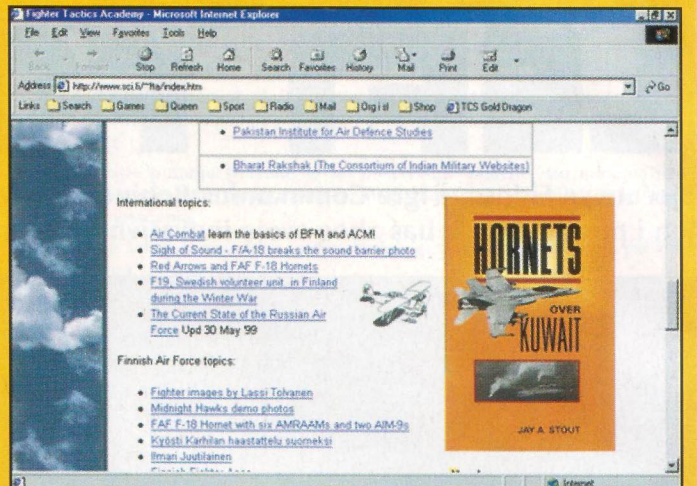 Fighter Tactics Academy - Microsoft Internet Explorer
File Edit View Favorites Tools Help
Back Forward Stop Refresh Home Search Favorites History Mail Print Edit
Address http://www.sci.fi/~fta/index.htm Go
Links Search Games Queen Sport Radio Mail Shop TCS Gold Dragon
• Pakistan Institute for Air Defence Studies
• Bharat Rakshak (The Consortium of Indian Military Websites)
International topics:
• Air Combat learn the basics of BFM and ACM!
• Sight of Sound - F/A-18 breaks the sound barrier photo
• Red Arrows and FAF F-18 Hornets
• F19, Swedish volunteer unit in Finland
during the Winter War
• The Current State of the Russian Air
Force Upd 30 May '99
HORNETS
OVER
KUWAIT
JAY A. STOUT
Finnish Air Force topics:
• Fighter images by Lassi Tolvanen
• Midnight Hawks demo photos
• FAF F-18 Hornet with six AMRAAMs and two AIM-9s
• Kyösti Karhilan haastattelu suomeksi
• Ilmari Juutilainen
Internet